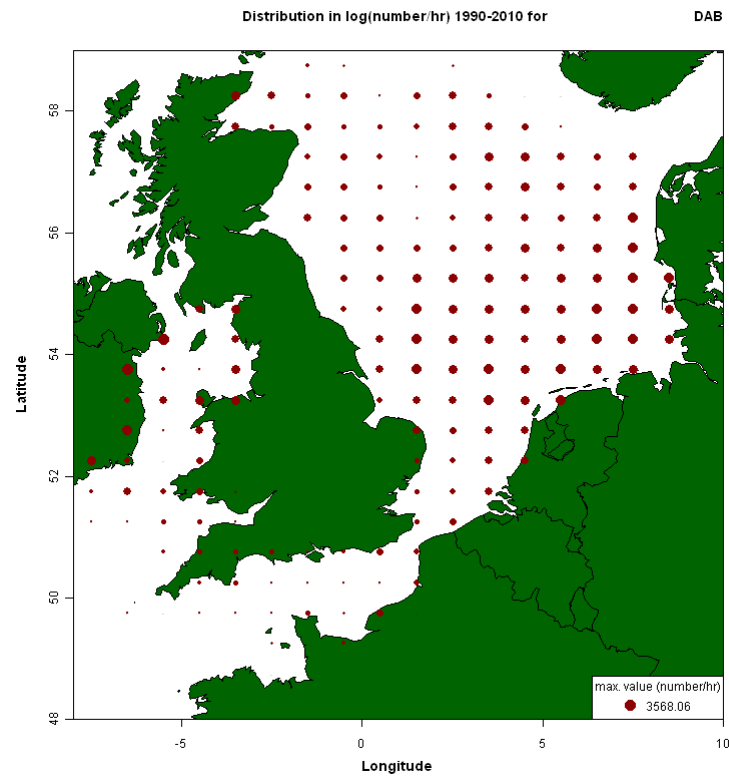 Distribution in log(number/hr) 1990-2010 for DAB
Latitude
58
56
54
52
50
48
-5 0 5 10
Longitude
max. value (number/hr)
3568.06